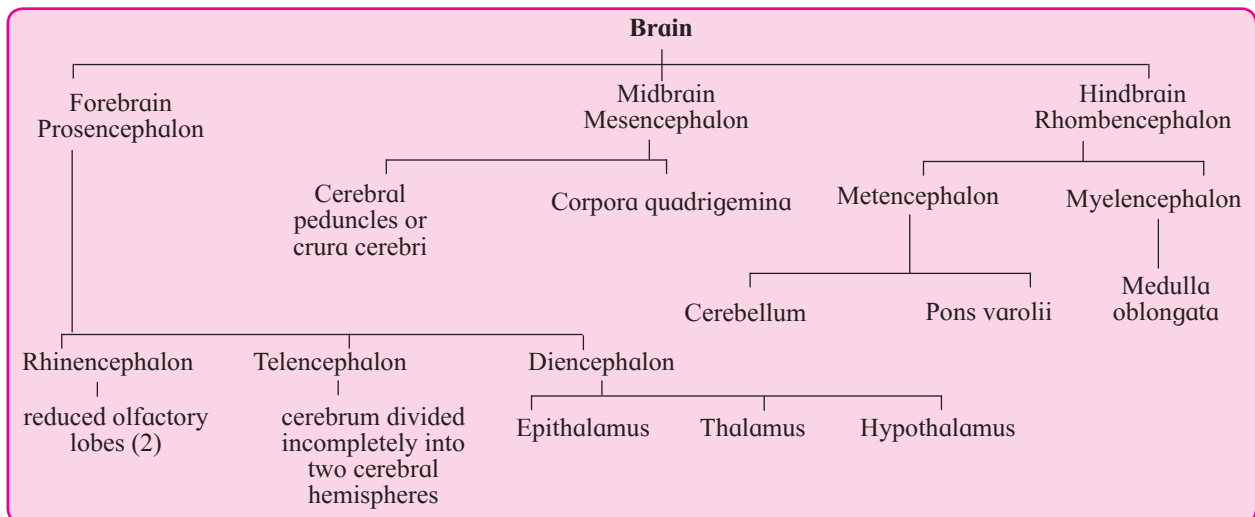 Brain
Forebrain
Prosencephalon
Midbrain
Mesencephalon
Hindbrain
Rhombencephalon
Cerebral
peduncles or
crura cerebri
Corpora quadrigemina
Metencephalon
Myelencephalon
Cerebellum
Pons varolii
Medulla
oblongata
Rhinencephalon
Telencephalon
Diencephalon
reduced olfactory
lobes (2)
cerebrum divided
incompletely into
two cerebral
hemispheres
Epithalamus
Thalamus
Hypothalamus